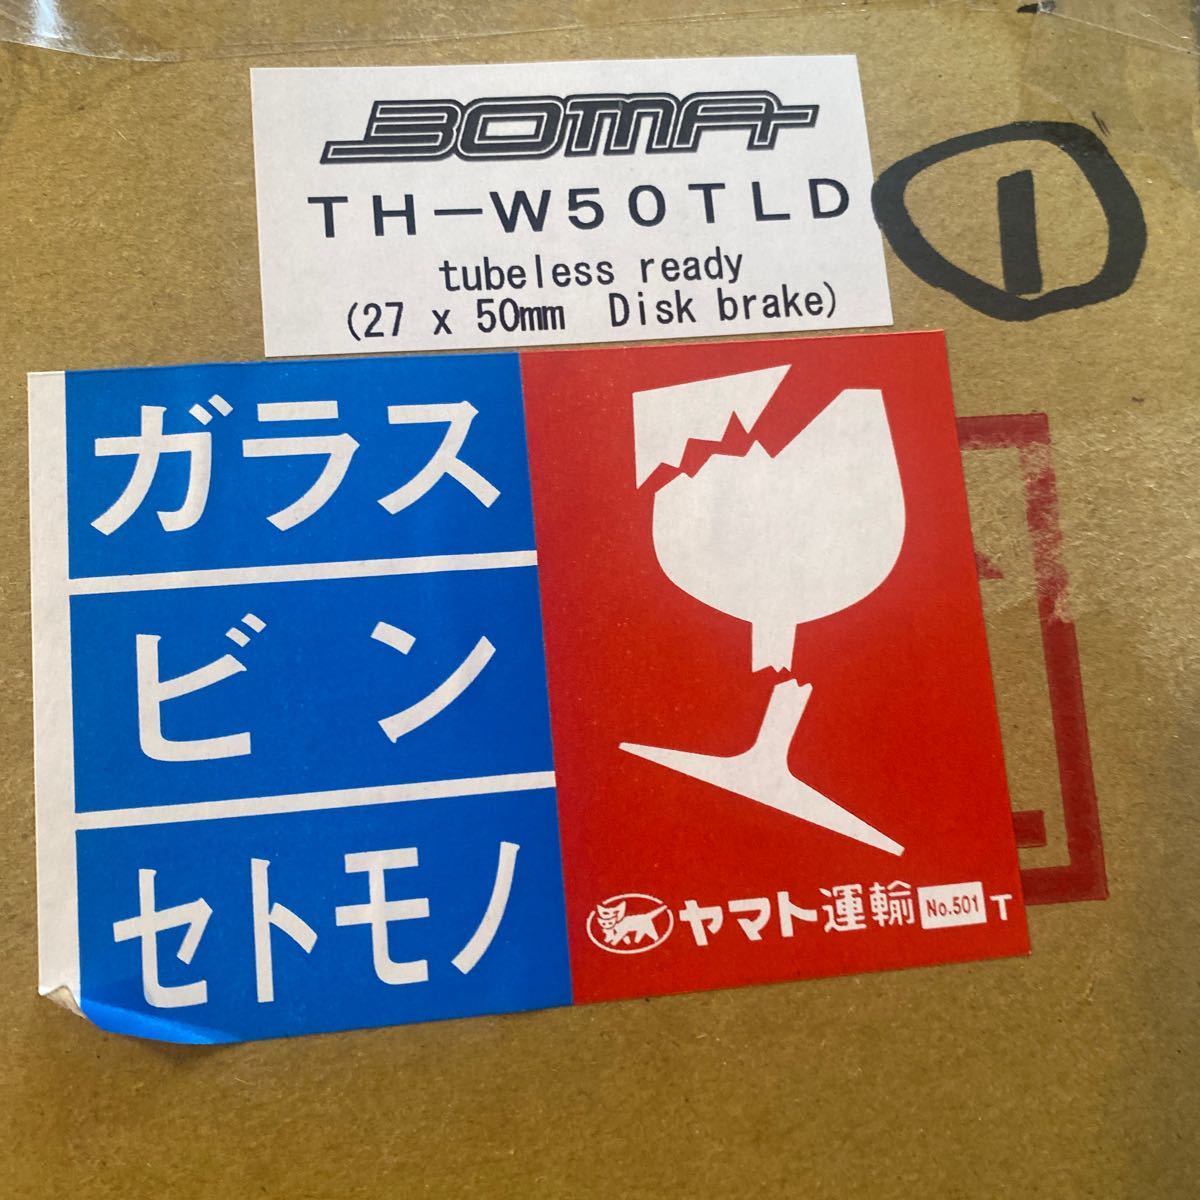 BOMA
TH-W50TLD
tubeless ready
(27 x 50mm Disk brake)
1
ガラス
ビン
セトモノ
ヤマト運輸 No.501 T